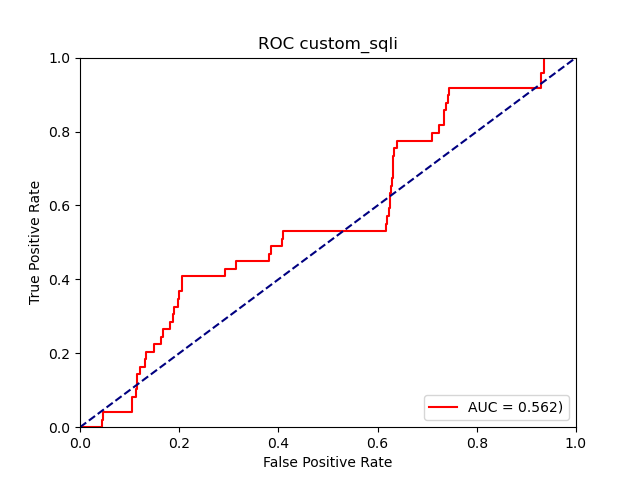 ROC custom_sqli
1.0
0.8
0.6
0.4
0.2
0.0
True Positive Rate
AUC = 0.562)
0.0 0.2 0.4 0.6 0.8 1.0
False Positive Rate